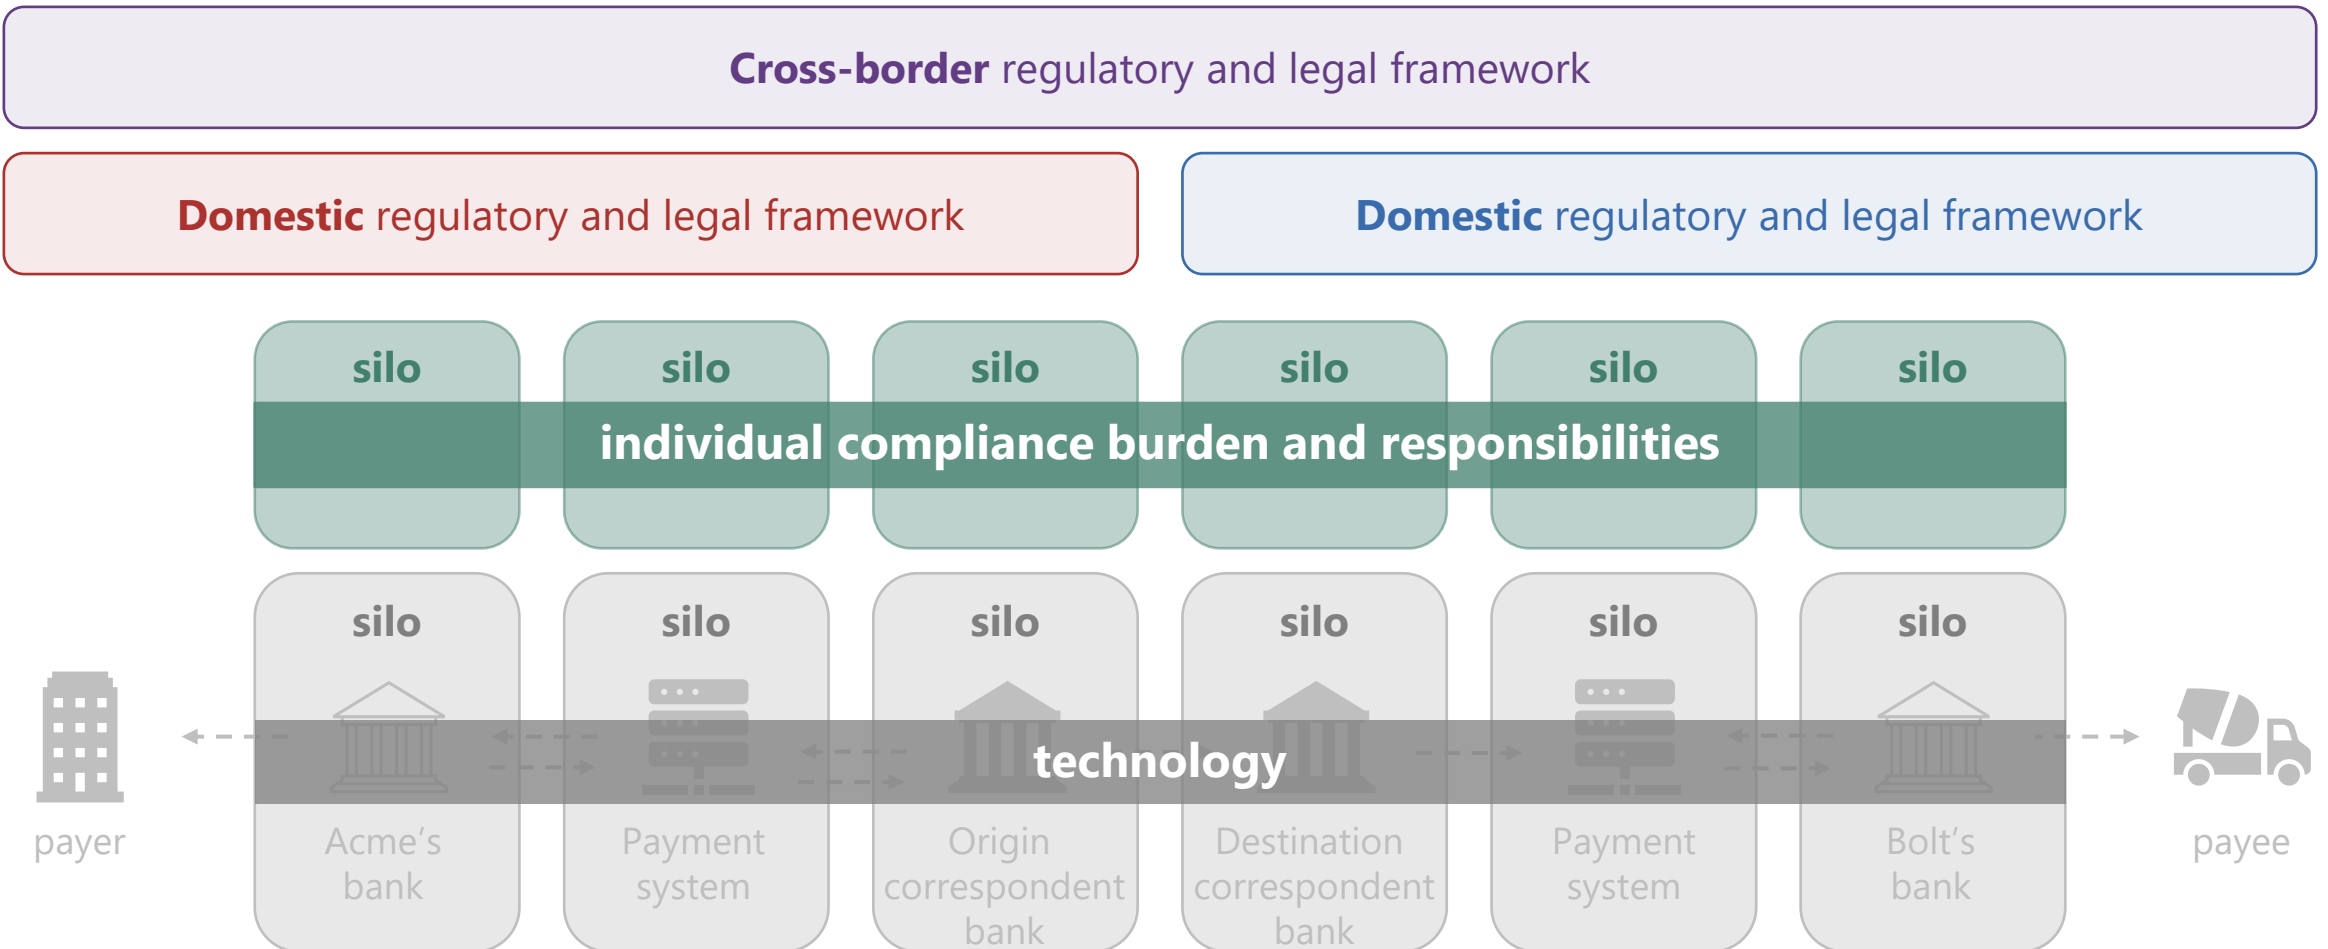 Cross-border regulatory and legal framework
Domestic regulatory and legal framework
Domestic regulatory and legal framework
silo silo silo silo silo silo
individual compliance burden and responsibilities
silo silo silo silo silo silo
technology
payer
Acme's
bank
Payment
system
Origin
correspondent
bank
Destination
correspondent
bank
Payment
system
Bolt's
bank
payee